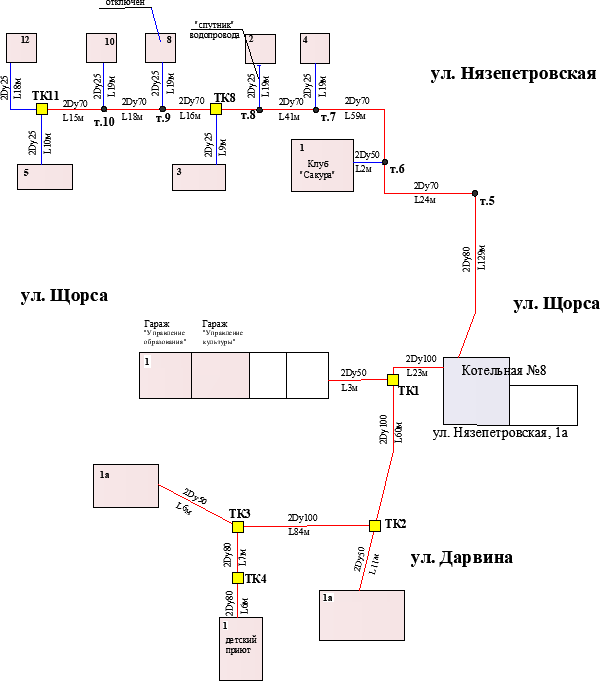 отключен
"спутник"
водопровода
12
10
8
2
4
ул. Нязепетровская
2Dy25
L18м
2Dy25
L19м
2Dy25
L19м
2Dy25
L19м
2Dy25
L19м
ТК11
2Dy70
L15м
т.10
2Dy70
L18м
т.9
2Dy70
L16м
ТК8
2Dy70
т.8
L41м
т.7
2Dy70
L59м
2Dy25
L10м
5
2Dy25
L9м
3
1
Клуб
"Сакура"
2Dy50
L2м
т.6
2Dy70
L24м
т.5
2Dy80
L129м
ул. Щорса
ул. Щорса
Гараж
"Управление
образования"
Гараж
"Управление
культуры"
1
2Dy50
L3м
2Dy100
L23м
ТК1
Котельная №8
ул. Нязепетровская, 1а
2Dy100
L60м
1а
2Dy50
L6м
ТК3
2Dy100
L84м
ТК2
2Dy80
L7м
ТК4
2Dy50
L11м
ул. Дарвина
2Dy80
L6м
1а
1
детский
приют